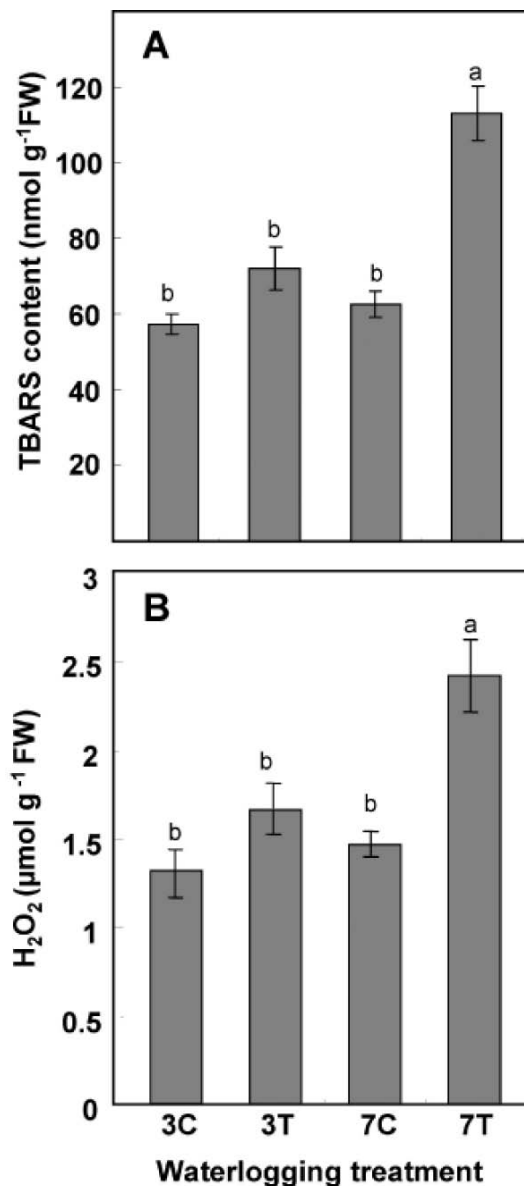 A
TBARS content (nmol g⁻¹FW)
120
100
80
60
40
20
b
b
b
a
B
H₂O₂ (µmol g⁻¹ FW)
3
2.5
2
1.5
1
0.5
0
b
b
b
a
3C 3T 7C 7T
Waterlogging treatment